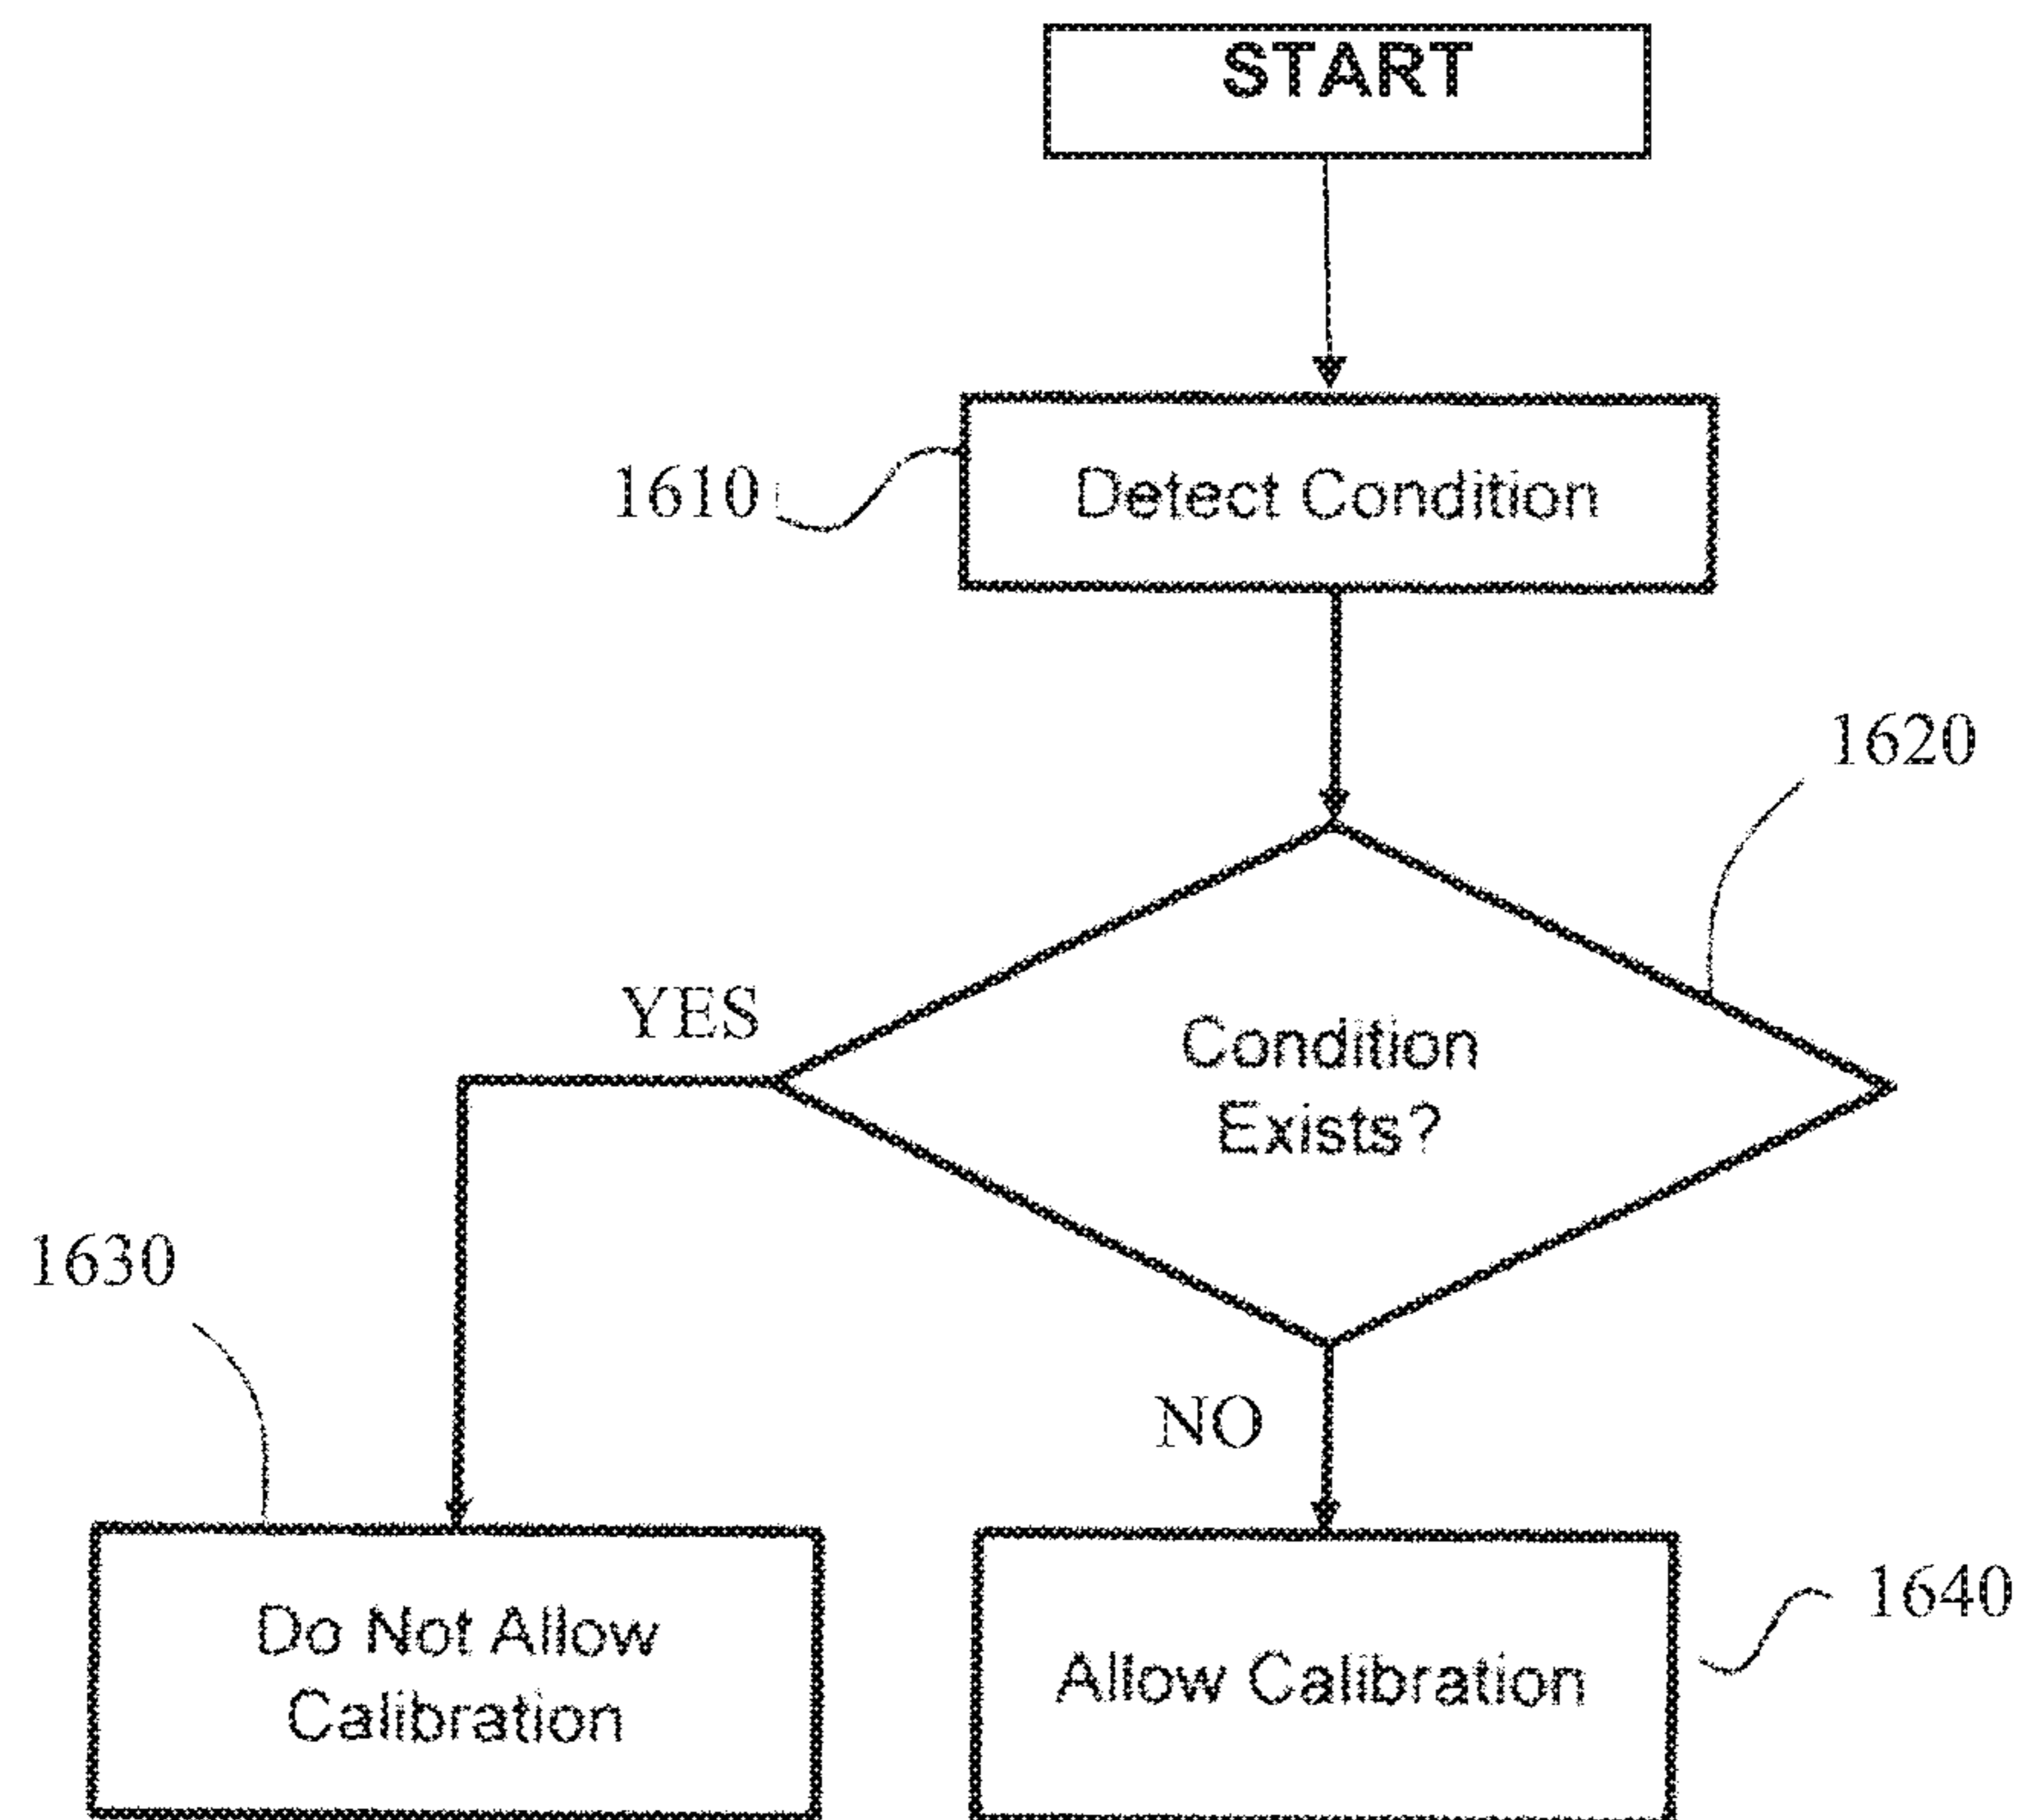 START
1610
Detect Condition
1620
YES
Condition
Exists?
1630
NO
Do Not Allow
Calibration
Allow Calibration
1640